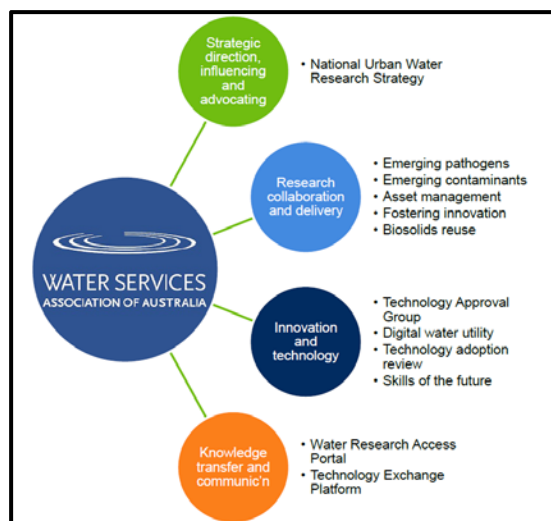 Strategic
direction,
influencing
and
advocating
• National Urban Water
Research Strategy
Research
collaboration
and delivery
• Emerging pathogens
• Emerging contaminants
• Asset management
• Fostering innovation
• Biosolids reuse
WATER SERVICES
ASSOCIATION OF AUSTRALIA
Innovation
and
technology
• Technology Approval
Group
• Digital water utility
• Technology adoption
review
• Skills of the future
Knowledge
transfer and
communic'n
• Water Research Access
Portal
• Technology Exchange
Platform